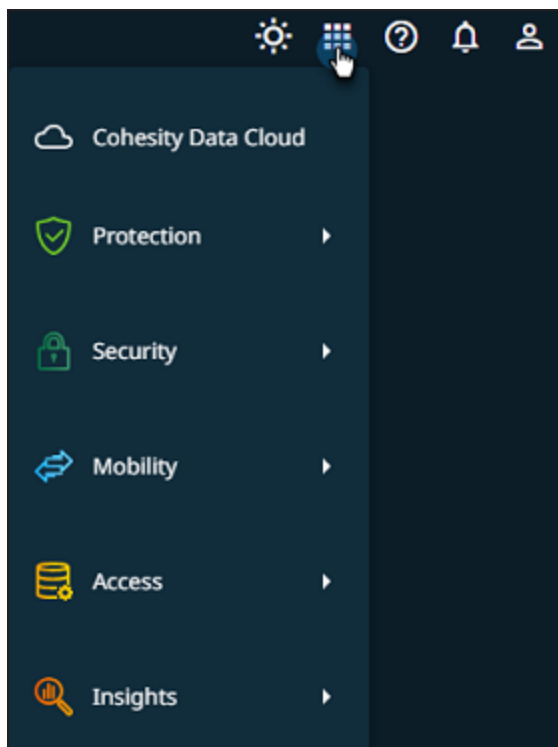 Cohesity Data Cloud
Protection
Security
Mobility
Access
Insights